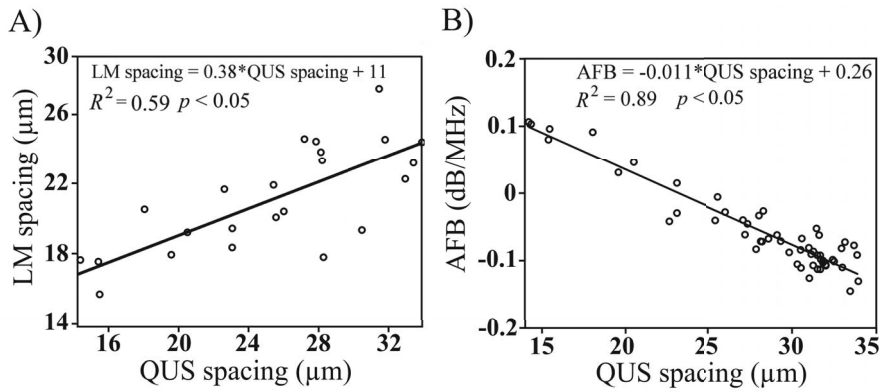 A)
LM spacing = 0.38*QUS spacing + 11
R² = 0.59 p < 0.05
LM spacing (µm)
30
26
22
18
14
16 20 24 28 32
QUS spacing (µm)
B)
AFB = -0.011*QUS spacing + 0.26
R² = 0.89 p < 0.05
AFB (dB/MHz)
0.2
0.1
0
-0.1
-0.2
15 20 25 30 35
QUS spacing (µm)